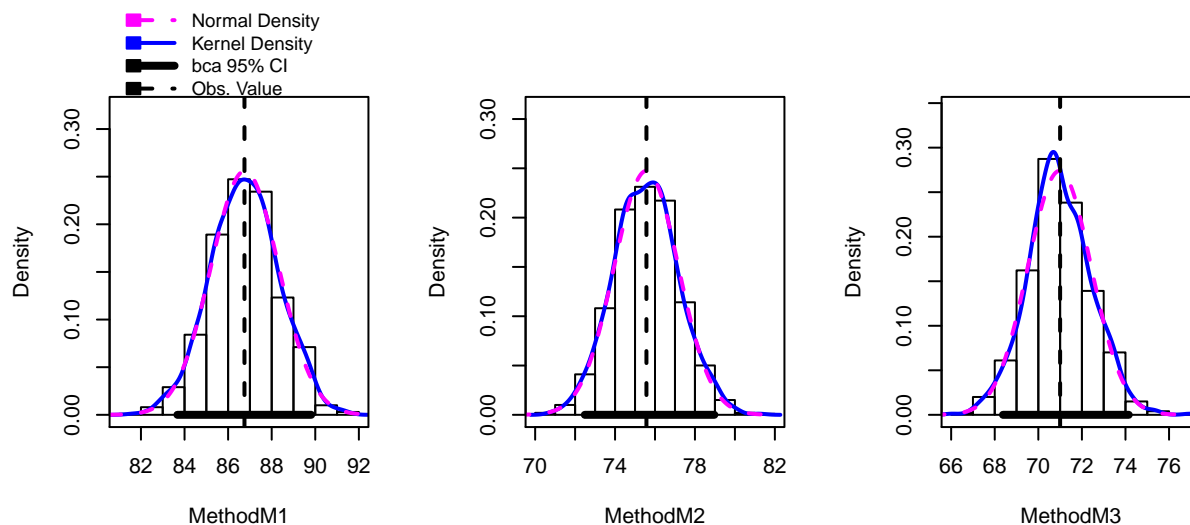 Normal Density
Kernel Density
bca 95% CI
Obs. Value
Density
0.00
0.10
0.20
0.30
82 84 86 88 90 92
MethodM1
Density
0.00
0.10
0.20
0.30
70 74 78 82
MethodM2
Density
0.00
0.10
0.20
0.30
66 68 70 72 74 76
MethodM3